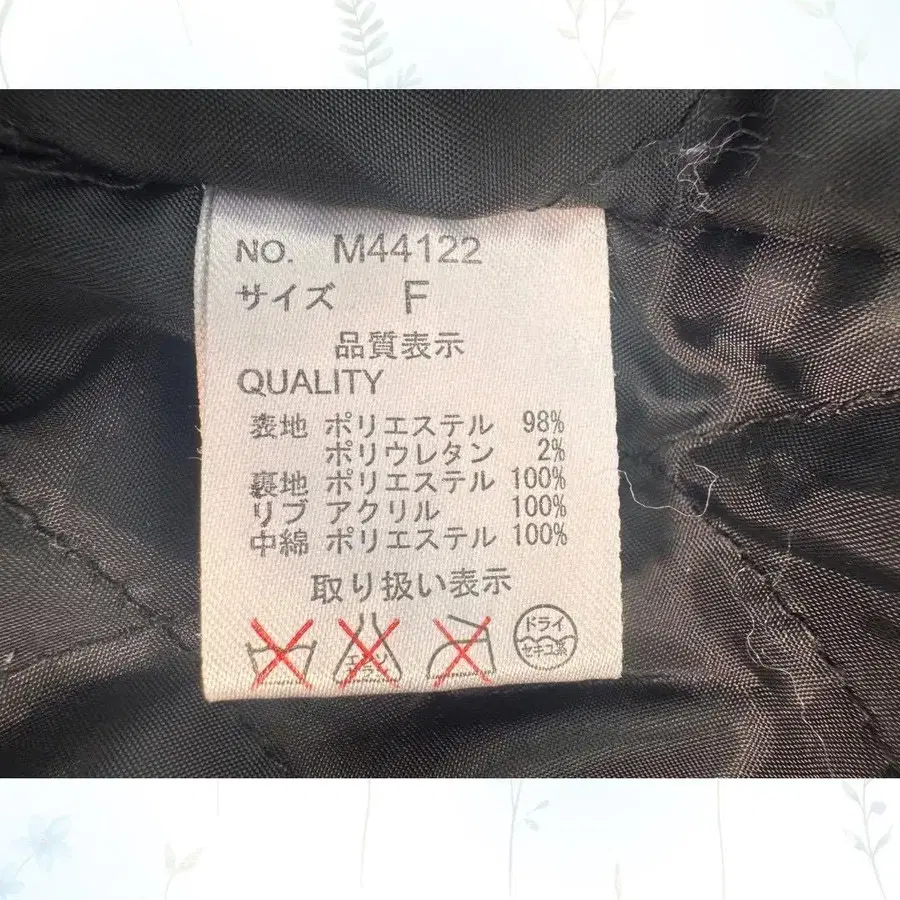 NO. M44122
サイズ F
品質表示
QUALITY
表地 ポリエステル 98%
ポリウレタン 2%
裏地 ポリエステル 100%
リブ アクリル 100%
中綿 ポリエステル 100%
取り扱い表示
エンソ
ドライ
セキユ系